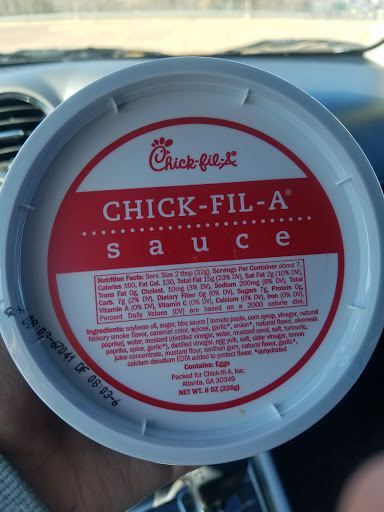 Chick-fil-A
CHICK-FIL-A®
sauce
Nutrition Facts: Serv. Size 2 tbsp (32g), Servings Per Container about 7,
Calories 160, Fat Cal. 130, Total Fat 15g (23% DV), Sat Fat 2g (10% DV),
Trans Fat 0g, Cholest. 10mg (3% DV), Sodium 200mg (8% DV), Total
Carb. 7g (2% DV), Dietary Fiber 0g (0% DV), Sugars 7g, Protein 0g,
Vitamin A (0% DV), Vitamin C (0% DV), Calcium (0% DV), Iron (0% DV),
Percent Daily Values (DV) are based on a 2000 calorie diet.
Ingredients: soybean oil, sugar, bbq sauce [ tomato paste, corn syrup, vinegar, natural
hickory smoke flavor, caramel color, spices, garlic*, onion*, natural flavor, oleoresin
paprika], water, mustard (distilled vinegar, water, mustard seed, salt, turmeric,
paprika, spice, garlic*), distilled vinegar, egg yolk, salt, cider vinegar, lemon
juice concentrate, mustard flour, xanthan gum, natural flavor, garlic*,
calcium disodium EDTA added to protect flavor. *dehydrated
Contains: Eggs
Packed for Chick-fil-A, Inc.
Atlanta, GA 30349
NET WT. 8 OZ (226g)